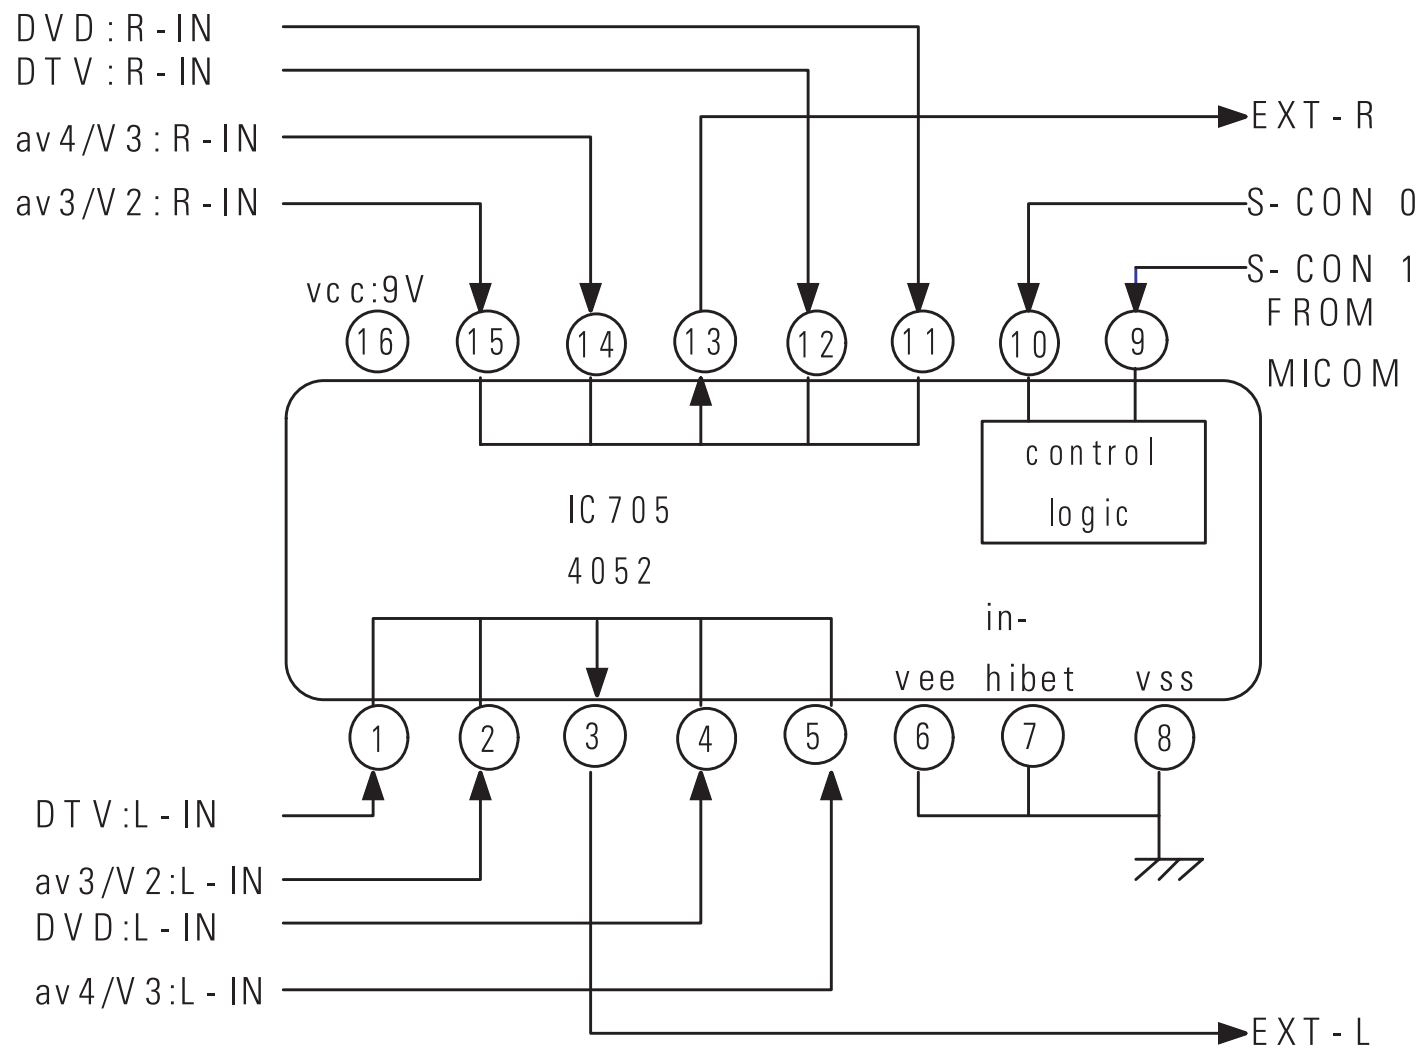 DVD:R-IN
DTV:R-IN
av4/V3:R-IN
av3/V2:R-IN
EXT-R
S-CON 0
S-CON 1
FROM
MICOM
vcc:9V
16 15 14 13 12 11 10 9
control
logic
IC705
4052
in-
vee hibet vss
1 2 3 4 5 6 7 8
DTV:L-IN
av3/V2:L-IN
DVD:L-IN
av4/V3:L-IN
EXT-L